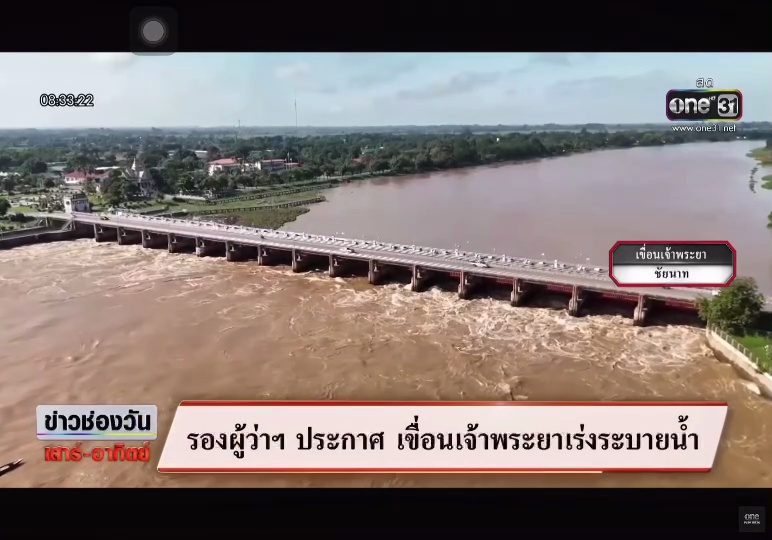 08:33:22
สด
one 31
www.one31.net
เขื่อนเจ้าพระยา
ชัยนาท
ข่าวช่องวัน
เสาร์-อาทิตย์
รองผู้ว่าฯ ประกาศ เขื่อนเจ้าพระยาเร่งระบายน้ำ
one